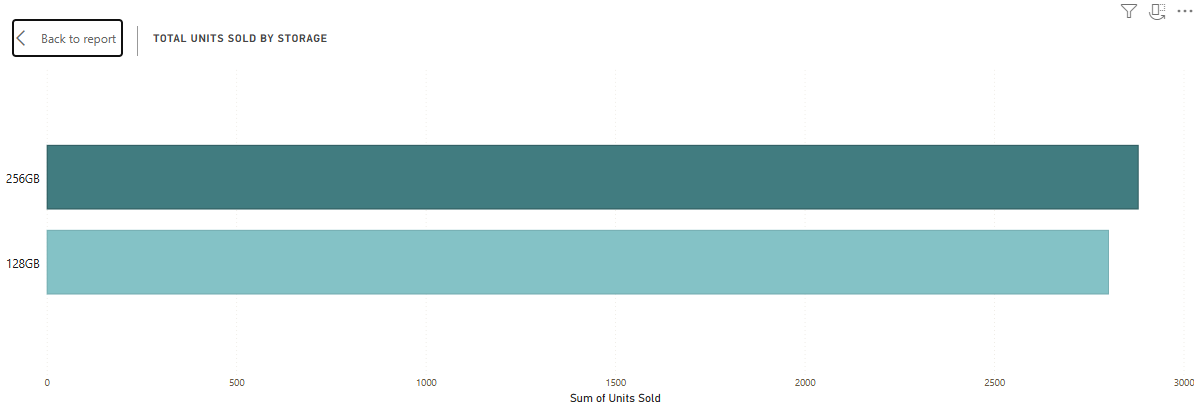 Back to report
TOTAL UNITS SOLD BY STORAGE
256GB
128GB
0 500 1000 1500 2000 2500 3000
Sum of Units Sold